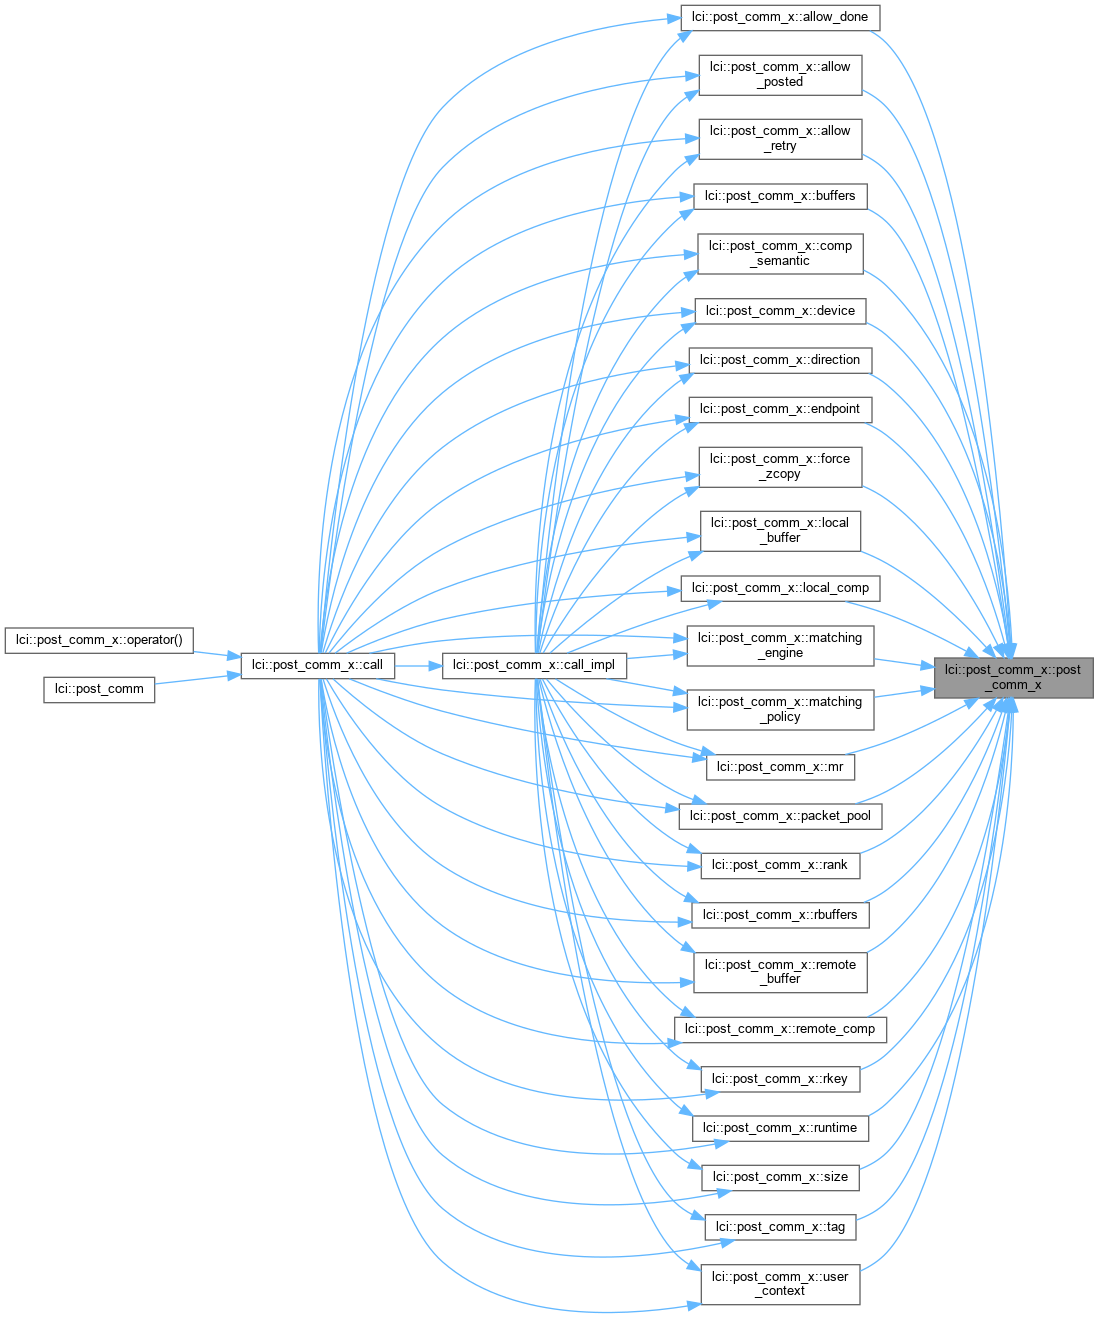 lci::post_comm_x::allow_done
lci::post_comm_x::allow
_posted
lci::post_comm_x::allow
_retry
lci::post_comm_x::buffers
lci::post_comm_x::comp
_semantic
lci::post_comm_x::device
lci::post_comm_x::direction
lci::post_comm_x::endpoint
lci::post_comm_x::force
_zcopy
lci::post_comm_x::local
_buffer
lci::post_comm_x::local_comp
lci::post_comm_x::operator()
lci::post_comm
lci::post_comm_x::call
lci::post_comm_x::call_impl
lci::post_comm_x::matching
_engine
lci::post_comm_x::post
_comm_x
lci::post_comm_x::matching
_policy
lci::post_comm_x::mr
lci::post_comm_x::packet_pool
lci::post_comm_x::rank
lci::post_comm_x::rbuffers
lci::post_comm_x::remote
_buffer
lci::post_comm_x::remote_comp
lci::post_comm_x::rkey
lci::post_comm_x::runtime
lci::post_comm_x::size
lci::post_comm_x::tag
lci::post_comm_x::user
_context